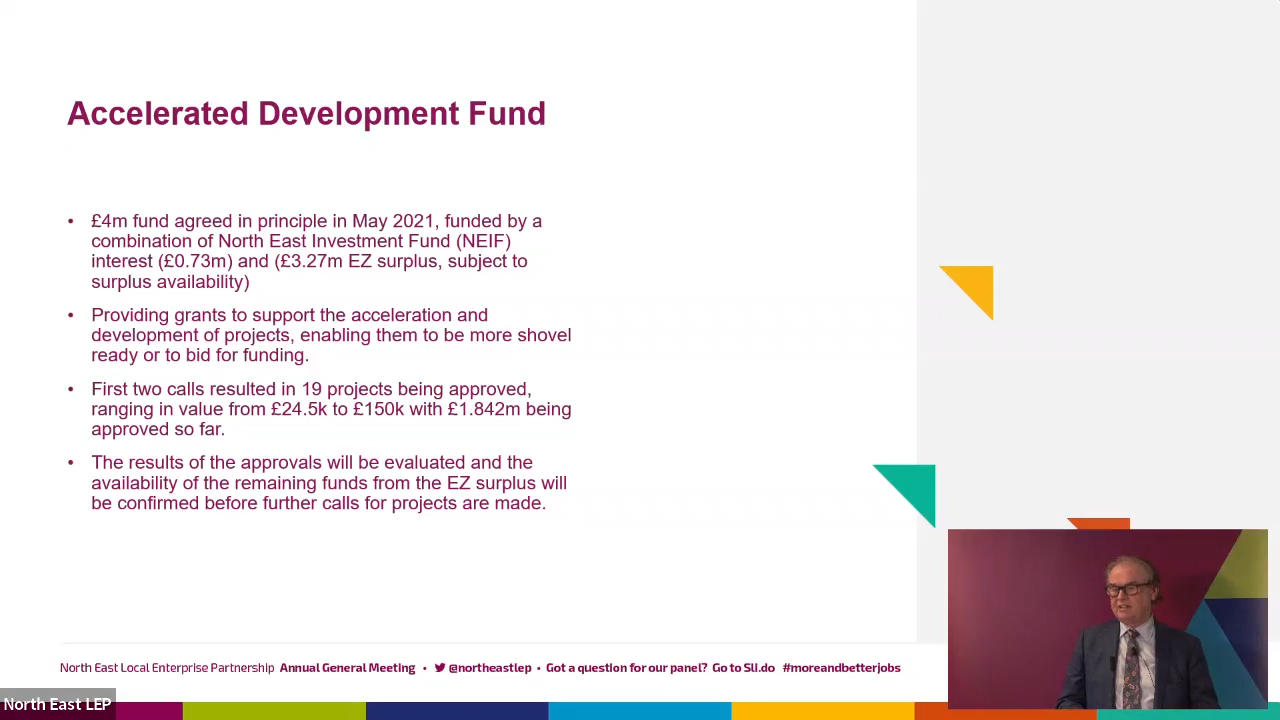 Accelerated Development Fund
• £4m fund agreed in principle in May 2021, funded by a
combination of North East Investment Fund (NEIF)
interest (£0.73m) and (£3.27m EZ surplus, subject to
surplus availability)
• Providing grants to support the acceleration and
development of projects, enabling them to be more shovel
ready or to bid for funding.
• First two calls resulted in 19 projects being approved,
ranging in value from £24.5k to £150k with £1.842m being
approved so far.
• The results of the approvals will be evaluated and the
availability of the remaining funds from the EZ surplus will
be confirmed before further calls for projects are made.
North East Local Enterprise Partnership Annual General Meeting • @northeastlep • Got a question for our panel? Go to Sli.do #moreandbetterjobs
North East LEP